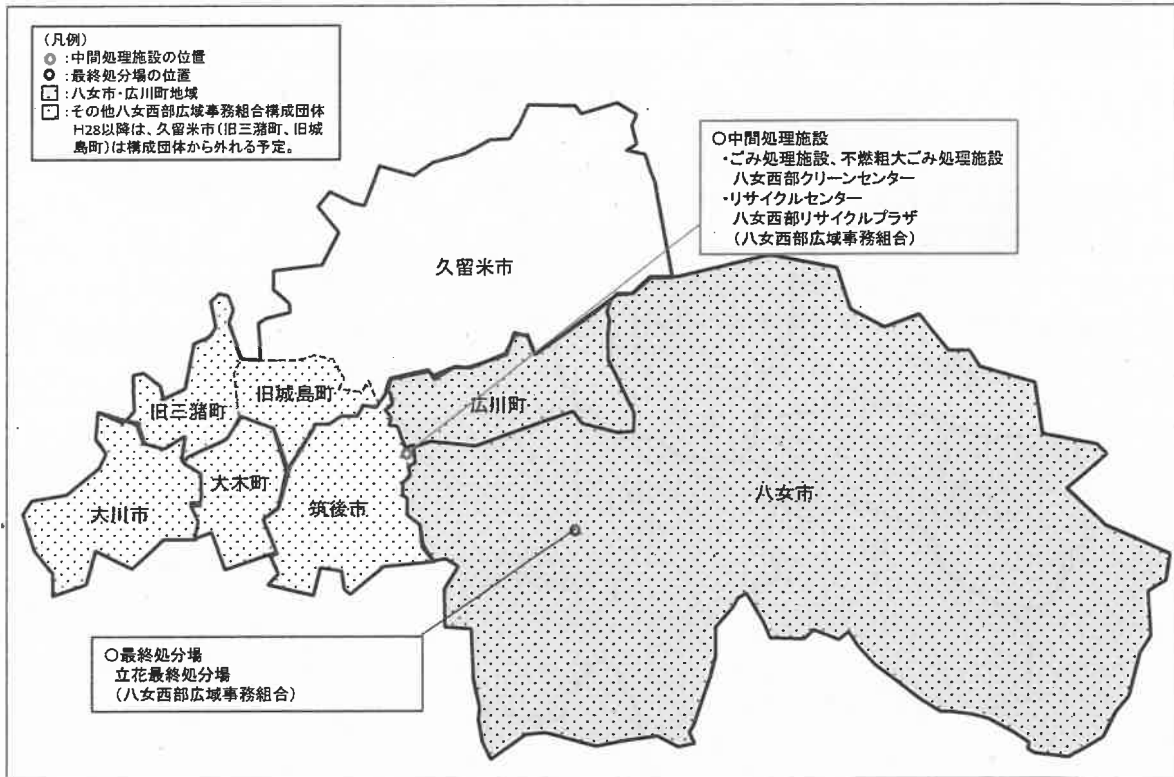 (凡例)
○:中間処理施設の位置
○:最終処分場の位置
□:八女市・広川町地域
□:その他八女西部広域事務組合構成団体
H28以降は、久留米市(旧三潴町、旧城
島町)は構成団体から外れる予定。
○中間処理施設
・ごみ処理施設、不燃粗大ごみ処理施設
八女西部クリーンセンター
・リサイクルセンター
八女西部リサイクルプラザ
(八女西部広域事務組合)
久留米市
旧城島町
旧三潴町
広川町
大木町
大川市
筑後市
八女市
○最終処分場
立花最終処分場
(八女西部広域事務組合)